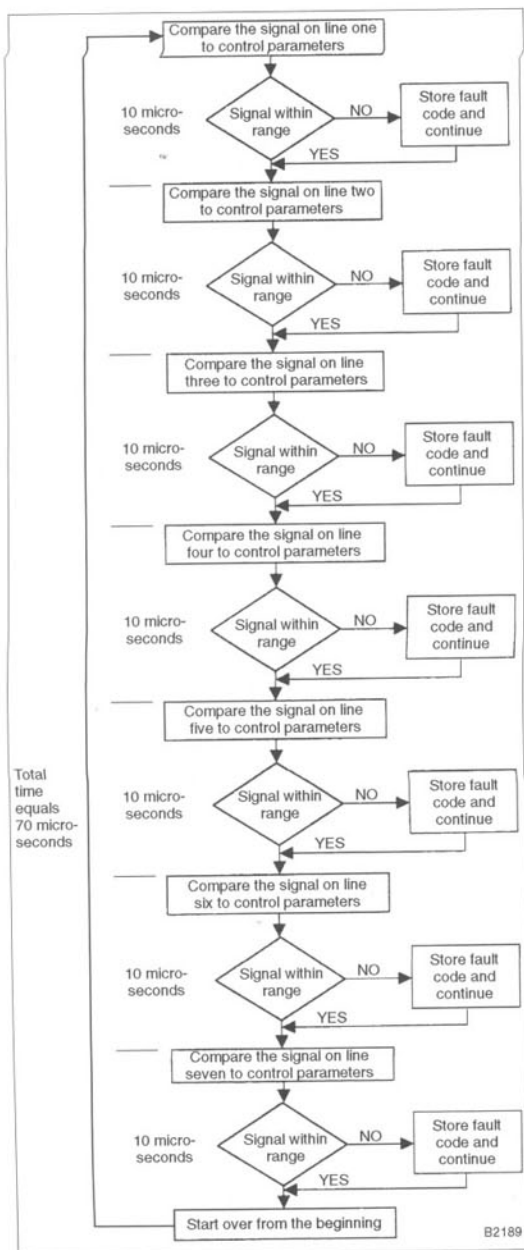 Compare the signal on line one
to control parameters
10 micro-
seconds
Signal within
range
NO
Store fault
code and
continue
YES
Compare the signal on line two
to control parameters
10 micro-
seconds
Signal within
range
NO
Store fault
code and
continue
YES
Compare the signal on line
three to control parameters
10 micro-
seconds
Signal within
range
NO
Store fault
code and
continue
YES
Compare the signal on line
four to control parameters
10 micro-
seconds
Signal within
range
NO
Store fault
code and
continue
YES
Compare the signal on line
five to control parameters
Total
time
equals
70 micro-
seconds
10 micro-
seconds
Signal within
range
NO
Store fault
code and
continue
YES
Compare the signal on line
six to control parameters
10 micro-
seconds
Signal within
range
NO
Store fault
code and
continue
YES
Compare the signal on line
seven to control parameters
10 micro-
seconds
Signal within
range
NO
Store fault
code and
continue
YES
Start over from the beginning
B2189